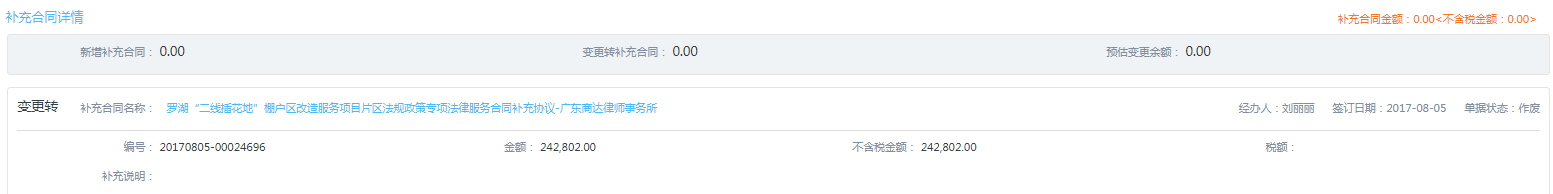 补充合同详情
补充合同金额：0.00<不含税金额：0.00>
新增补充合同： 0.00 变更转补充合同： 0.00 预估变更余额： 0.00
变更转 补充合同名称： 罗湖“二线插花地”棚户区改造服务项目片区法规政策专项法律服务合同补充协议-广东商达律师事务所 经办人：刘丽丽 签订日期：2017-08-05 单据状态：作废
编号： 20170805-00024696 金额： 242,802.00 不含税金额： 242,802.00 税额：
补充说明：